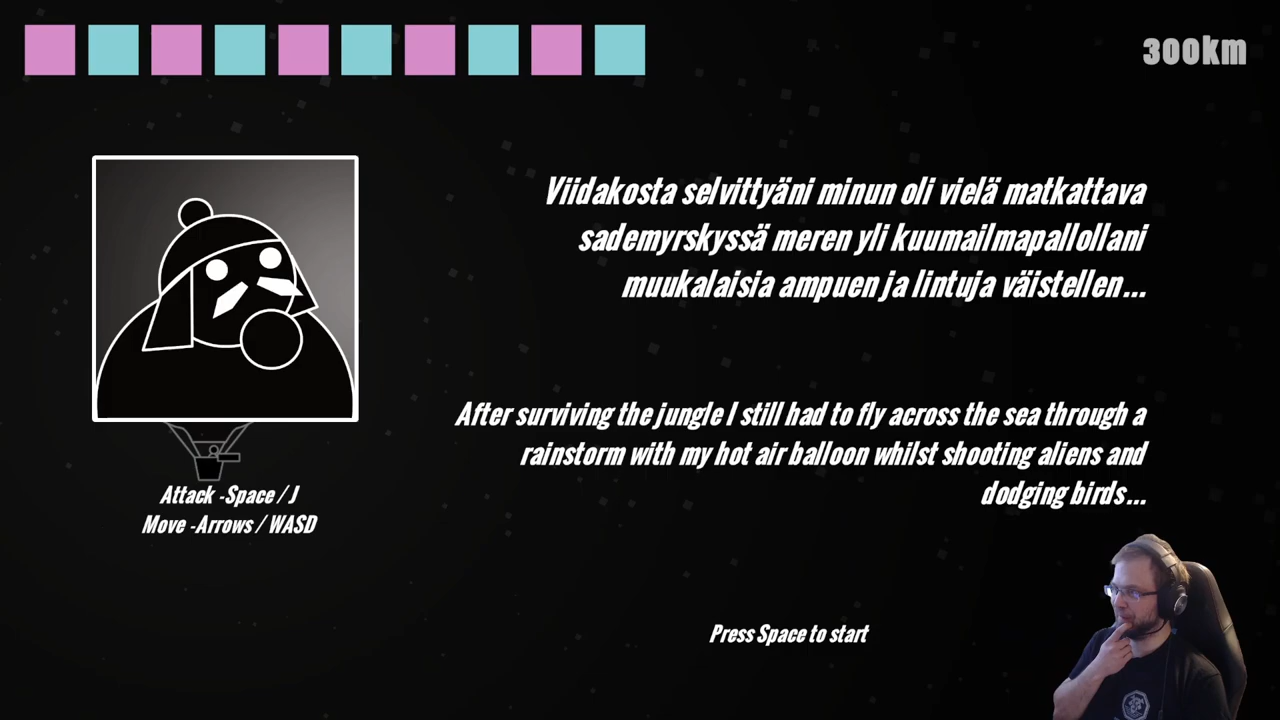 300km
Viidakosta selvittyäni minun oli vielä matkattava
sademyrskyssä meren yli kuumailmapallollani
muukalaisia ampuen ja lintuja väistellen...
After surviving the jungle I still had to fly across the sea through a
rainstorm with my hot air balloon whilst shooting aliens and
dodging birds...
Attack -Space / J
Move -Arrows / WASD
Press Space to start